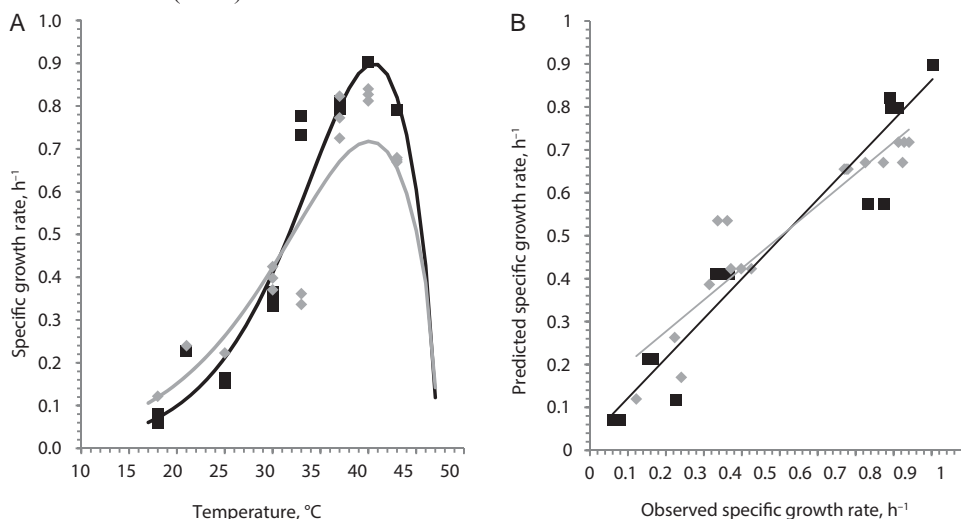 A
Specific growth rate, h⁻¹
1.0
0.9
0.8
0.7
0.6
0.5
0.4
0.3
0.2
0.1
0.0
10 15 20 25 30 35 40 45 50
Temperature, °C
B
Predicted specific growth rate, h⁻¹
1
0.9
0.8
0.7
0.6
0.5
0.4
0.3
0.2
0.1
0
0 0.1 0.2 0.3 0.4 0.5 0.6 0.7 0.8 0.9 1
Observed specific growth rate, h⁻¹